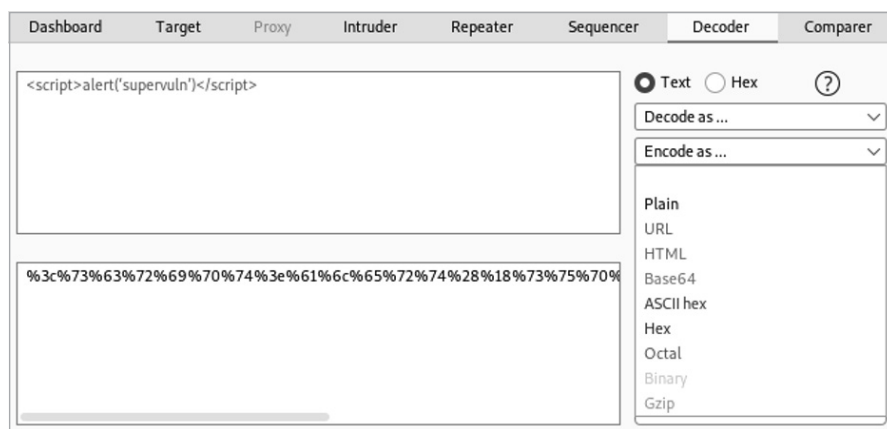 Dashboard Target Proxy Intruder Repeater Sequencer Decoder Comparer
<script>alert('supervuln')</script>
Text Hex ?
Decode as ...
Encode as ...
Plain
URL
HTML
Base64
ASCII hex
Hex
Octal
Binary
Gzip
%3c%73%63%72%69%70%74%3e%61%6c%65%72%74%28%18%73%75%70%